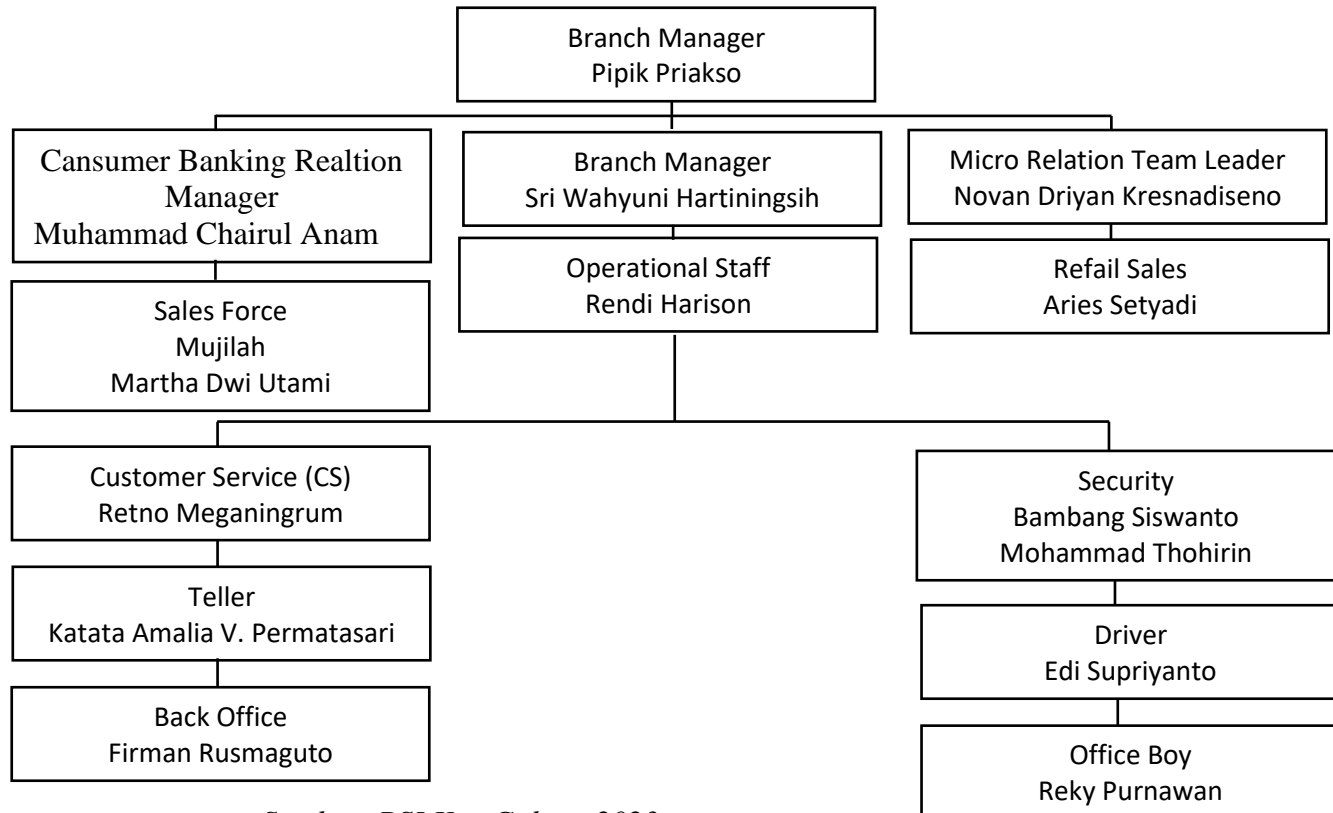 Branch Manager
Pipik Priakso
Cansumer Banking Realtion
Manager
Muhammad Chairul Anam
Branch Manager
Sri Wahyuni Hartiningsih
Micro Relation Team Leader
Novan Driyan Kresnadiseno
Sales Force
Mujilah
Martha Dwi Utami
Operational Staff
Rendi Harison
Refail Sales
Aries Setyadi
Customer Service (CS)
Retno Meganingrum
Teller
Katata Amalia V. Permatasari
Back Office
Firman Rusmaguto
Security
Bambang Siswanto
Mohammad Thohirin
Driver
Edi Supriyanto
Office Boy
Reky Purnawan